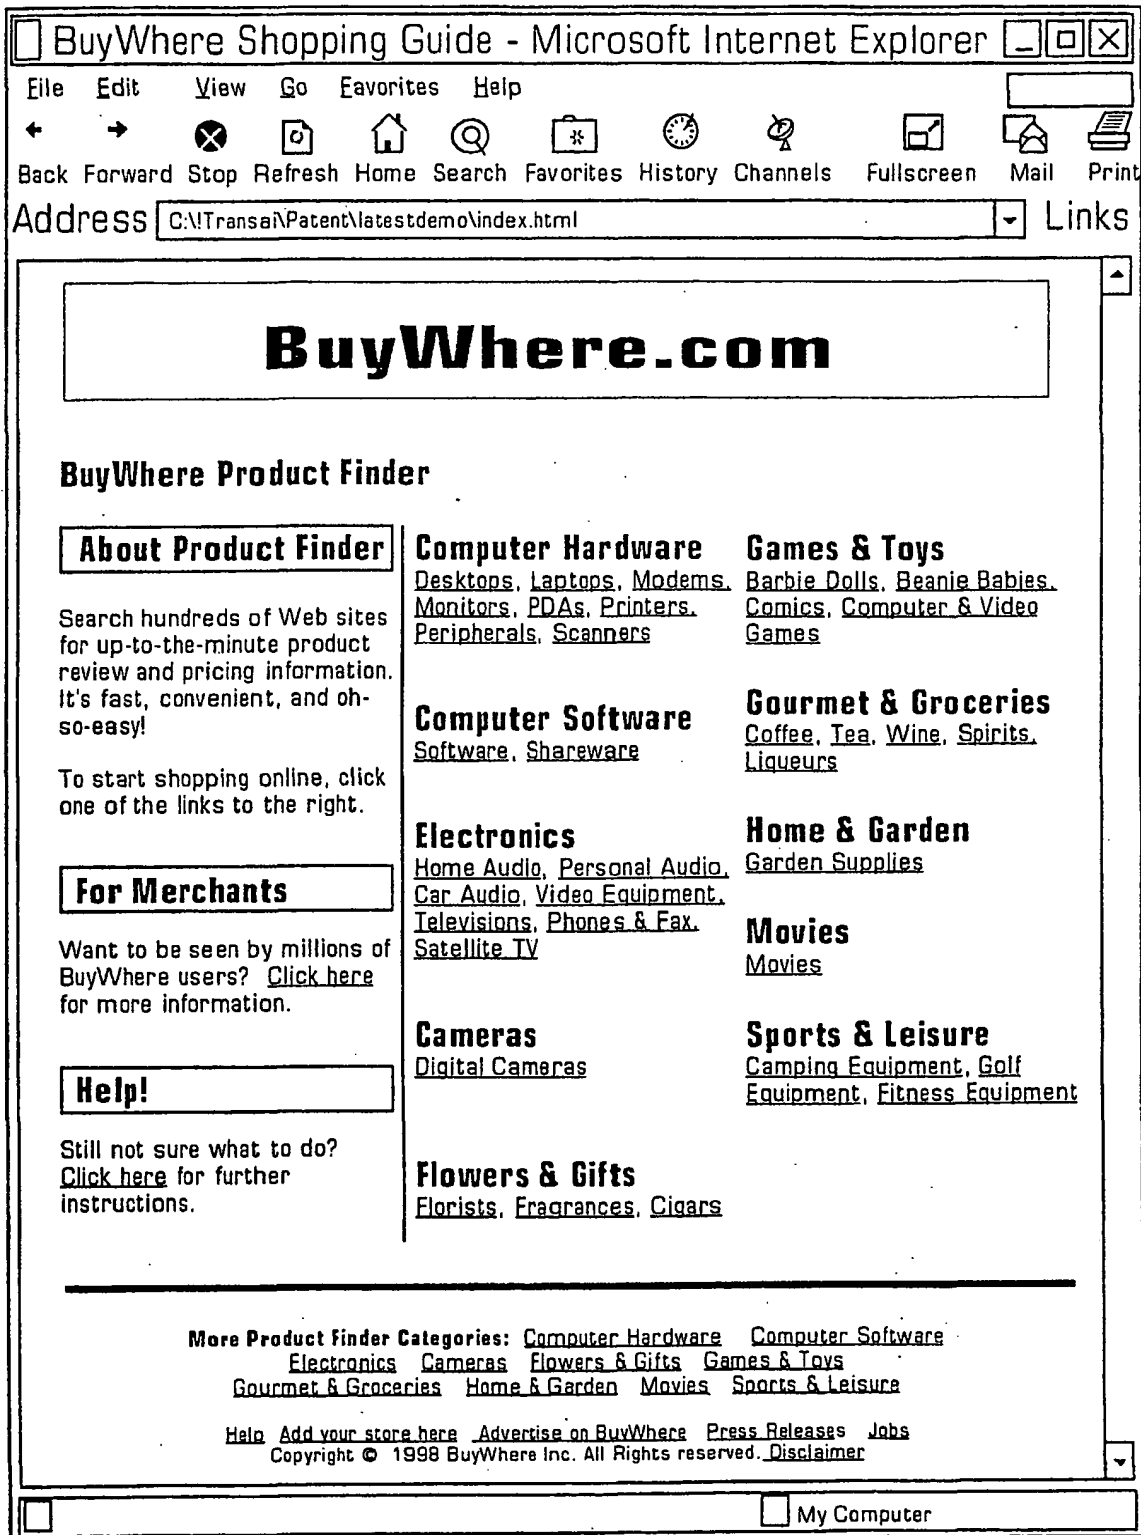 BuyWhere Shopping Guide - Microsoft Internet Explorer
File Edit View Go Favorites Help
Back Forward Stop Refresh Home Search Favorites History Channels Fullscreen Mail Print
Address C:\!Transai\Patent\latestdemo\index.html Links
BuyWhere.com
BuyWhere Product Finder
About Product Finder
Search hundreds of Web sites
for up-to-the-minute product
review and pricing information.
It's fast, convenient, and oh-
so-easy!
To start shopping online, click
one of the links to the right.
For Merchants
Want to be seen by millions of
BuyWhere users? Click here
for more information.
Help!
Still not sure what to do?
Click here for further
instructions.
Computer Hardware
Desktops, Laptops, Modems,
Monitors, PDAs, Printers,
Peripherals, Scanners
Computer Software
Software, Shareware
Electronics
Home Audio, Personal Audio,
Car Audio, Video Equipment,
Televisions, Phones & Fax,
Satellite TV
Cameras
Digital Cameras
Flowers & Gifts
Florists, Fragrances, Cigars
Games & Toys
Barbie Dolls, Beanie Babies,
Comics, Computer & Video
Games
Gourmet & Groceries
Coffee, Tea, Wine, Spirits,
Liqueurs
Home & Garden
Garden Supplies
Movies
Movies
Sports & Leisure
Camping Equipment, Golf
Equipment, Fitness Equipment
More Product Finder Categories: Computer Hardware Computer Software
Electronics Cameras Flowers & Gifts Games & Toys
Gourmet & Groceries Home & Garden Movies Sports & Leisure
Help Add your store here Advertise on BuyWhere Press Releases Jobs
Copyright © 1998 BuyWhere Inc. All Rights reserved. Disclaimer
My Computer